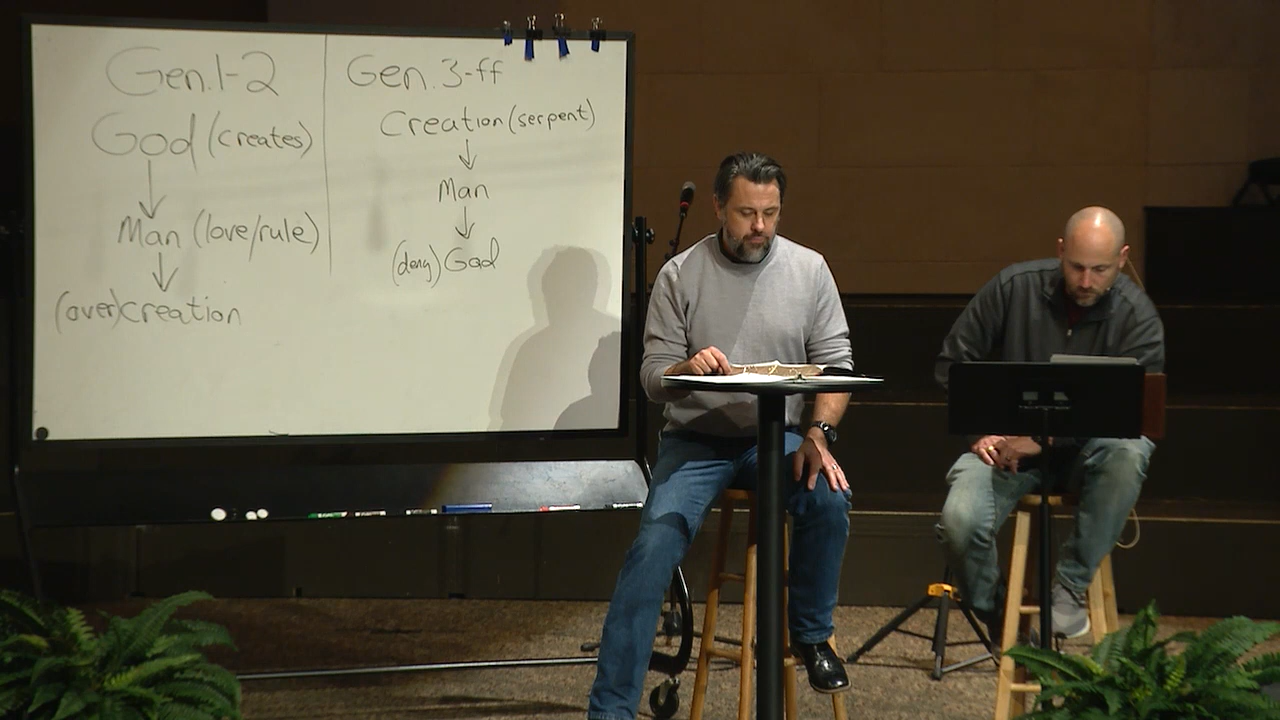 Gen.1-2
God (creates)
Man (love/rule)
(over)creation
Gen. 3-ff
Creation (serpent)
Man
(deny) God